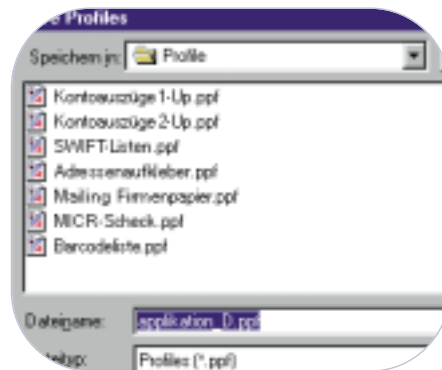 Profiles
Speichern in: Profile
Kontoauszüge 1-Up.ppf
Kontoauszüge 2-Up.ppf
SWIFT-Listen.ppf
Adressenaufkleber.ppf
Mailing Firmenpapier.ppf
MICR-Scheck.ppf
Barcodeliste.ppf
Dateiname: applikation_D.ppf
Profiles (*.ppf)